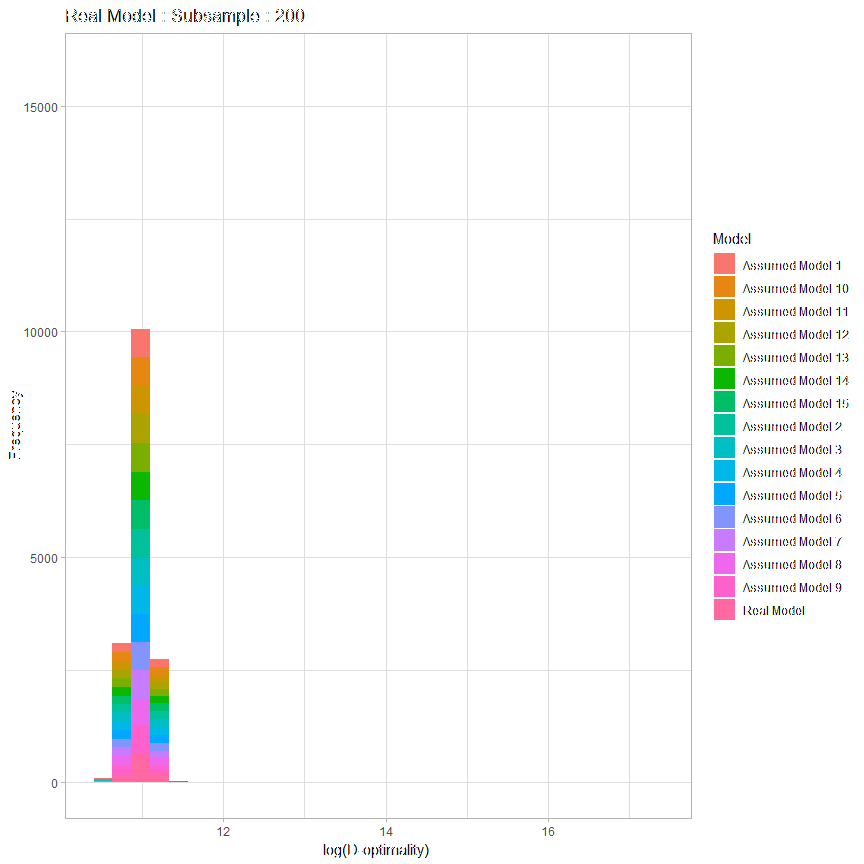 Real Model : Subsample : 200
15000
10000
5000
0
Frequency
12
14
16
log(D-optimality)
Model
Assumed Model 1
Assumed Model 10
Assumed Model 11
Assumed Model 12
Assumed Model 13
Assumed Model 14
Assumed Model 15
Assumed Model 2
Assumed Model 3
Assumed Model 4
Assumed Model 5
Assumed Model 6
Assumed Model 7
Assumed Model 8
Assumed Model 9
Real Model